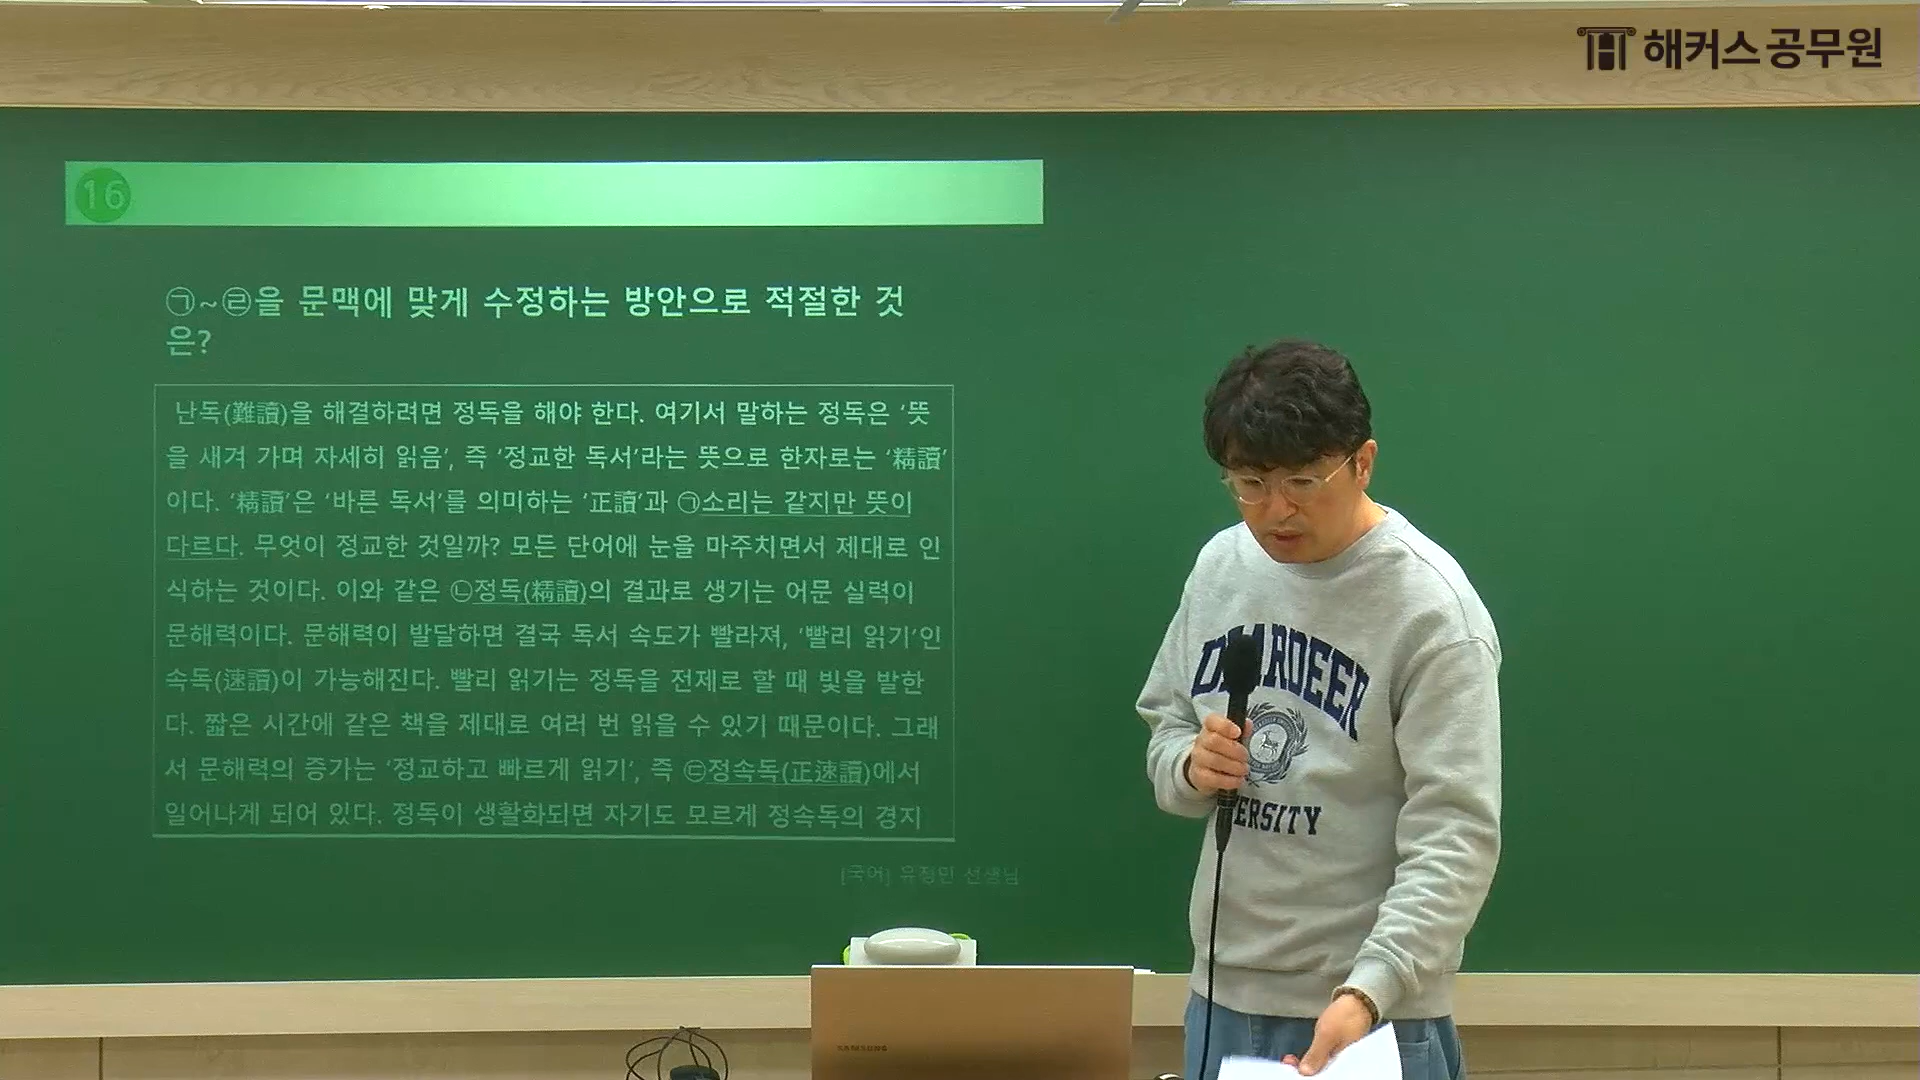 해커스공무원
16
㉠~㉣을 문맥에 맞게 수정하는 방안으로 적절한 것
은?
난독(難讀)을 해결하려면 정독을 해야 한다. 여기서 말하는 정독은 ‘뜻
을 새겨 가며 자세히 읽음’, 즉 ‘정교한 독서’라는 뜻으로 한자로는 ‘精讀’
이다. ‘精讀’은 ‘바른 독서’를 의미하는 ‘正讀’과 ㉠소리는 같지만 뜻이
다르다. 무엇이 정교한 것일까? 모든 단어에 눈을 마주치면서 제대로 인
식하는 것이다. 이와 같은 ㉡정독(精讀)의 결과로 생기는 어문 실력이
문해력이다. 문해력이 발달하면 결국 독서 속도가 빨라져, ‘빨리 읽기’인
속독(速讀)이 가능해진다. 빨리 읽기는 정독을 전제로 할 때 빛을 발한
다. 짧은 시간에 같은 책을 제대로 여러 번 읽을 수 있기 때문이다. 그래
서 문해력의 증가는 ‘정교하고 빠르게 읽기’, 즉 ㉢정속독(正速讀)에서
일어나게 되어 있다. 정독이 생활화되면 자기도 모르게 정속독의 경지
[국어] 유정민 선생님
SAMSUNG